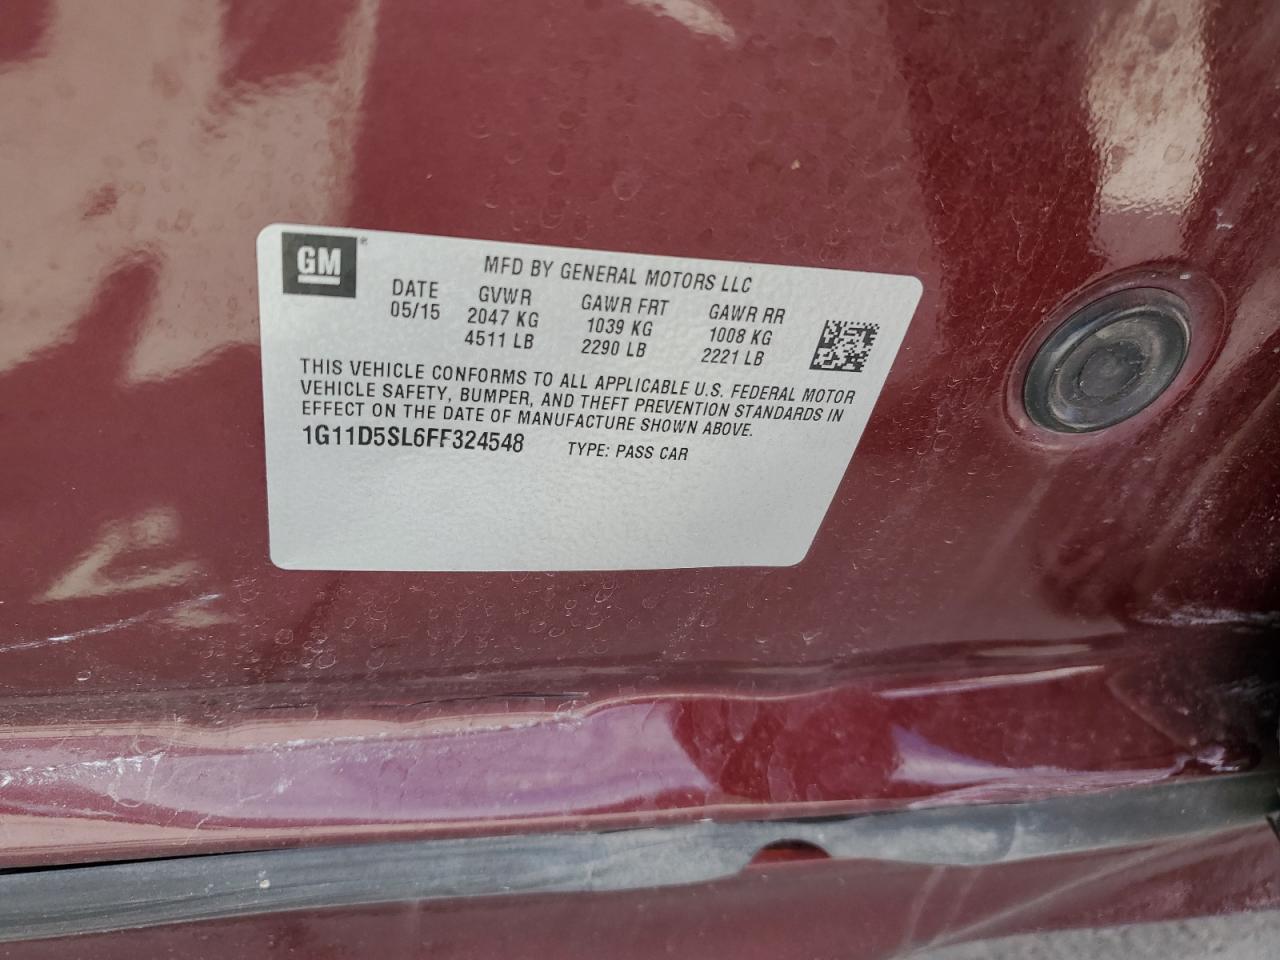 GM
MFD BY GENERAL MOTORS LLC
DATE GVWR GAWR FRT GAWR RR
05/15 2047 KG 1039 KG 1008 KG
4511 LB 2290 LB 2221 LB
THIS VEHICLE CONFORMS TO ALL APPLICABLE U.S. FEDERAL MOTOR
VEHICLE SAFETY, BUMPER, AND THEFT PREVENTION STANDARDS IN
EFFECT ON THE DATE OF MANUFACTURE SHOWN ABOVE.
1G11D5SL6FF324548 TYPE: PASS CAR